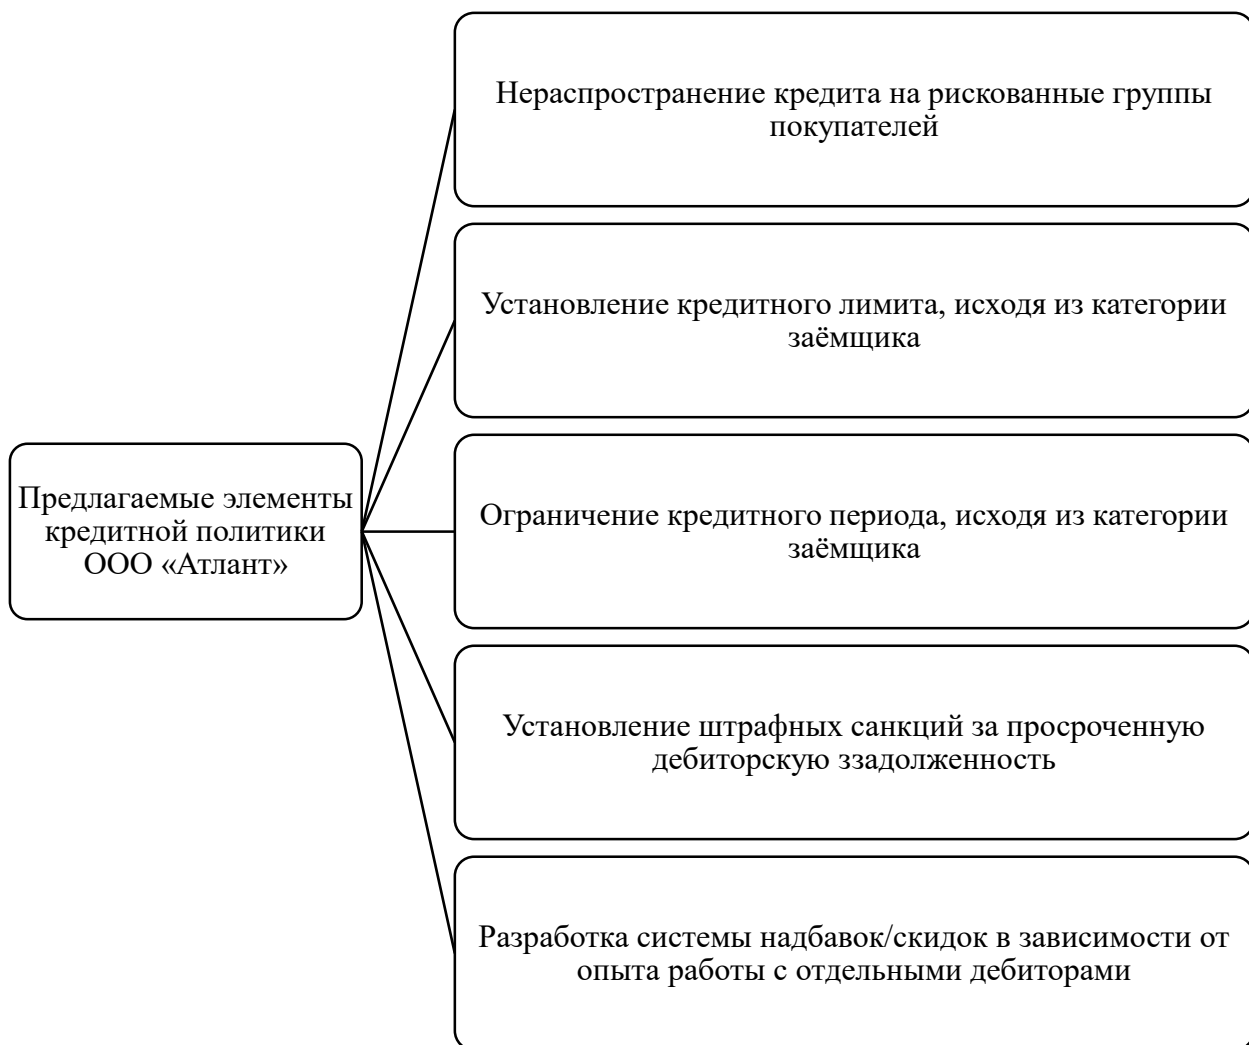 Нераспространение кредита на рискованные группы
покупателей
Установление кредитного лимита, исходя из категории
заёмщика
Предлагаемые элементы
кредитной политики
ООО «Атлант»
Ограничение кредитного периода, исходя из категории
заёмщика
Установление штрафных санкций за просроченную
дебиторскую ззадолженность
Разработка системы надбавок/скидок в зависимости от
опыта работы с отдельными дебиторами